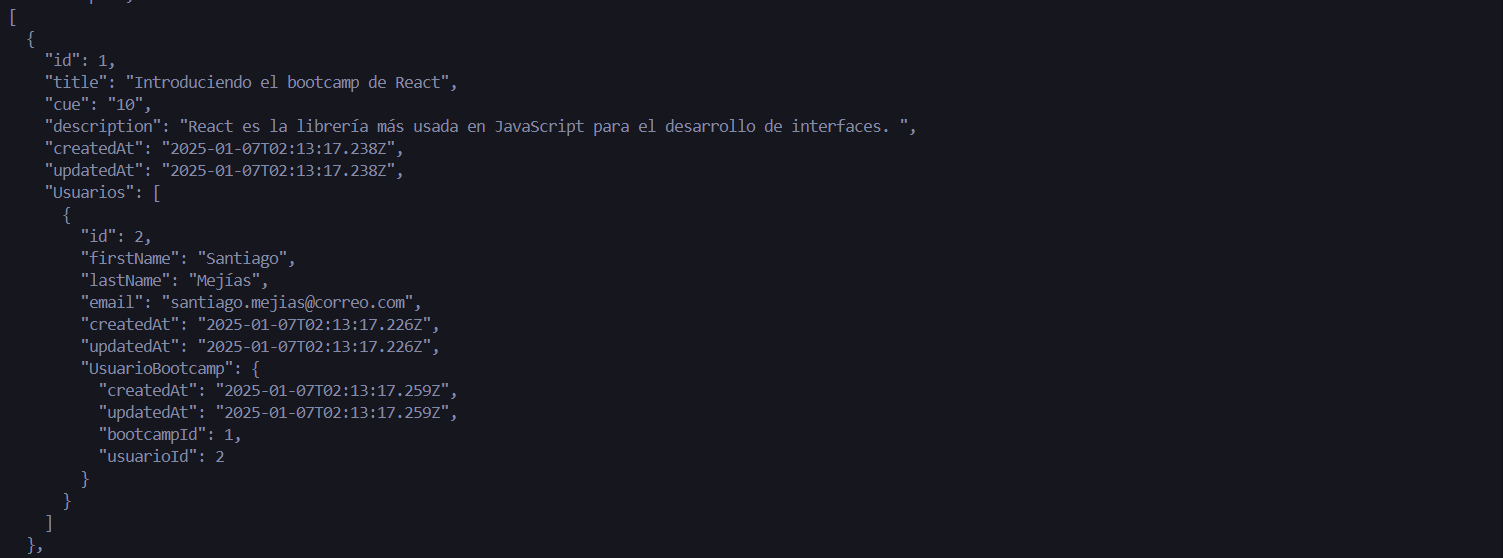 [
{
"id": 1,
"title": "Introduciendo el bootcamp de React",
"cue": "10",
"description": "React es la librería más usada en JavaScript para el desarrollo de interfaces. ",
"createdAt": "2025-01-07T02:13:17.238Z",
"updatedAt": "2025-01-07T02:13:17.238Z",
"Usuarios": [
{
"id": 2,
"firstName": "Santiago",
"lastName": "Mejías",
"email": "santiago.mejias@correo.com",
"createdAt": "2025-01-07T02:13:17.226Z",
"updatedAt": "2025-01-07T02:13:17.226Z",
"UsuarioBootcamp": {
"createdAt": "2025-01-07T02:13:17.259Z",
"updatedAt": "2025-01-07T02:13:17.259Z",
"bootcampId": 1,
"usuarioId": 2
}
}
]
},